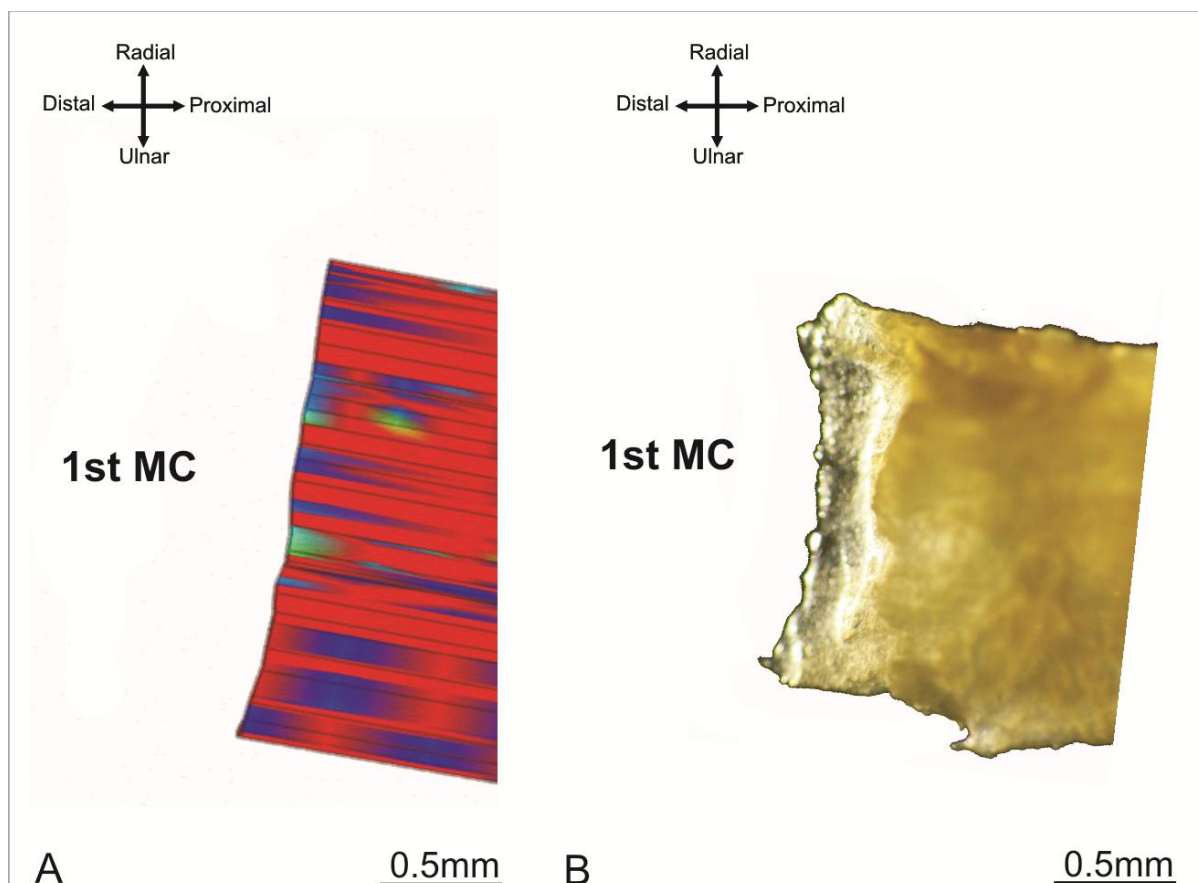 Radial
Distal Proximal
Ulnar
1st MC
A
0.5mm
Radial
Distal Proximal
Ulnar
1st MC
B
0.5mm